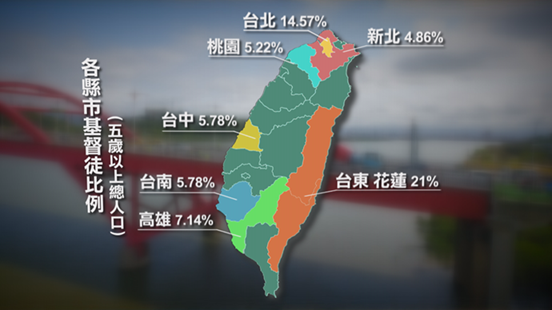 各縣市基督徒比例
(五歲以上總人口)
台北 14.57%
新北 4.86%
桃園 5.22%
台中 5.78%
台南 5.78%
台東 花蓮 21%
高雄 7.14%